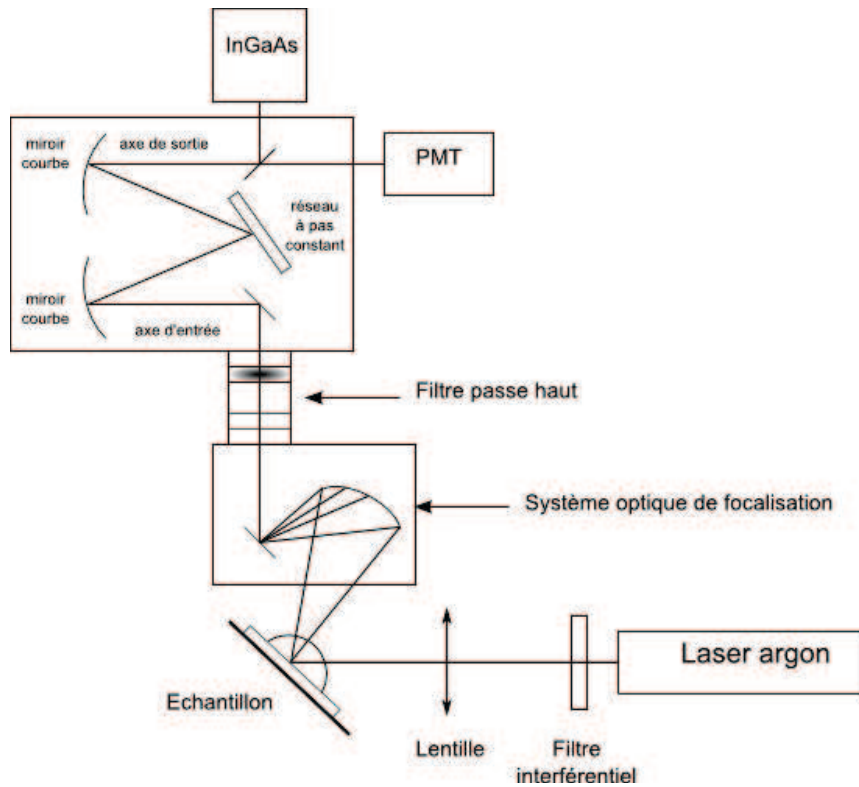 InGaAs
miroir
courbe
axe de sortie
PMT
réseau
à pas
constant
miroir
courbe
axe d'entrée
Filtre passe haut
Système optique de focalisation
Laser argon
Echantillon
Lentille
Filtre
interférentiel